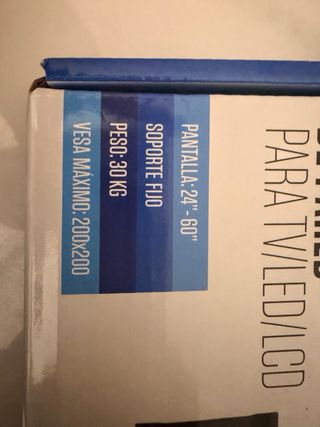 PARA TV/LED/LCD
PANTALLA: 24"- 60"
SOPORTE FIJO
PESO: 30 KG
VESA MÁXIMO: 200x200